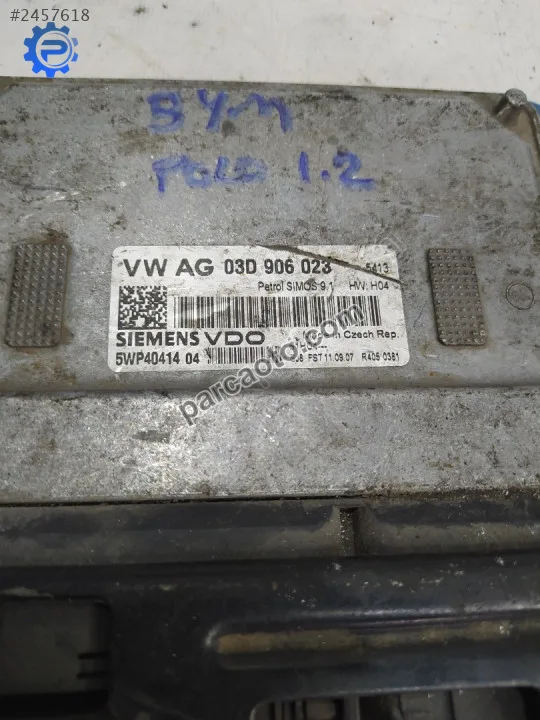 #2457618
P
BYM
POLO 1.2
VW AG 03D 906 023 5413
Petrol SIMOS 9.1 HW: H04
SIEMENS VDO Czech Rep.
5WP40414 04 FST 11.09.07 R405 0381
parcaoto.com